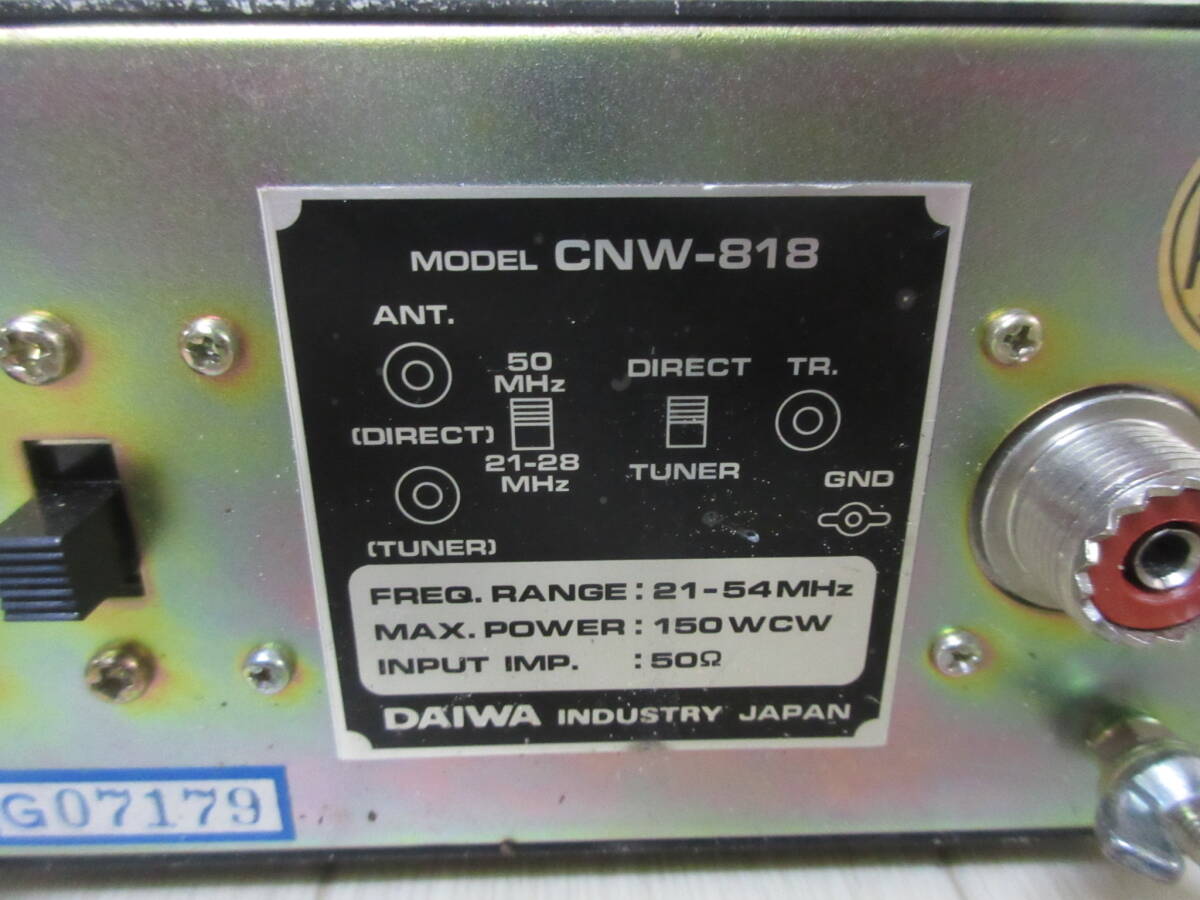 MODEL CNW-818
ANT.
50
MHz
DIRECT TR.
(DIRECT)
21-28
MHz
TUNER
GND
(TUNER)
FREQ. RANGE : 21-54MHz
MAX. POWER : 150WCW
INPUT IMP. : 50Ω
DAIWA INDUSTRY JAPAN
G07179